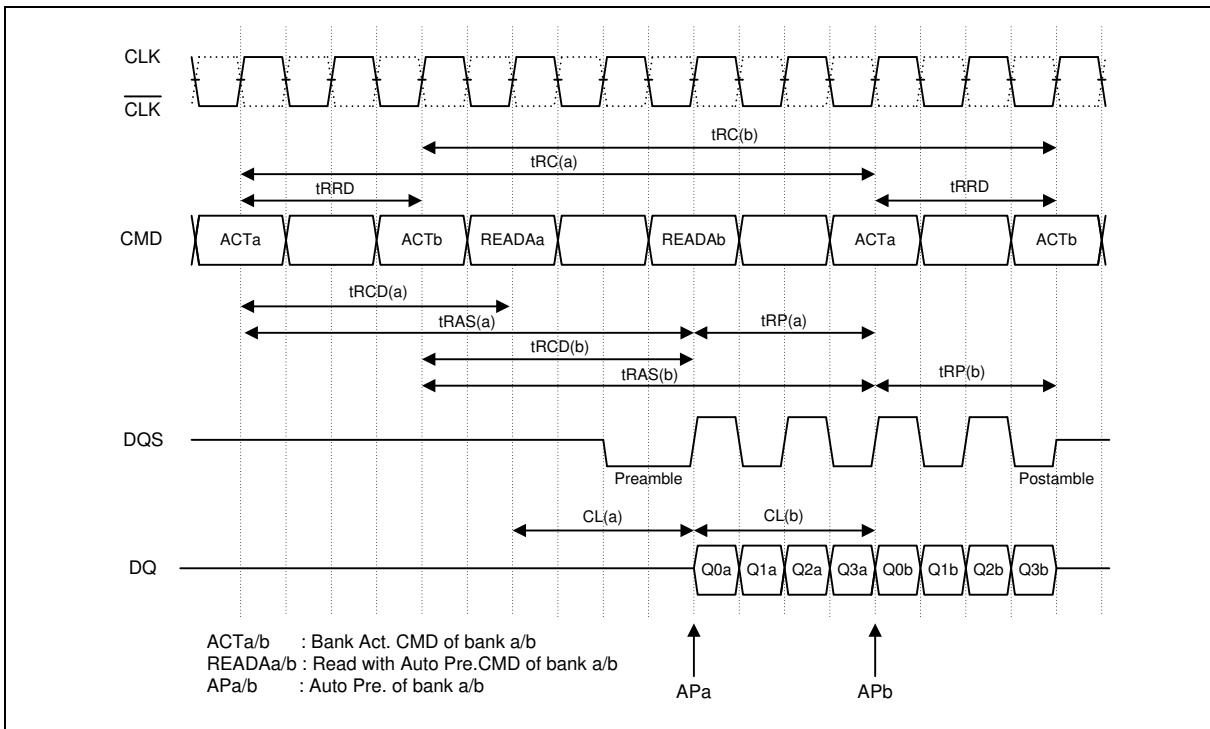 CLK
CLK
tRC(b)
tRC(a)
tRRD
tRRD
CMD
ACTa
ACTb
READAa
READAb
ACTa
ACTb
tRCD(a)
tRAS(a)
tRP(a)
tRCD(b)
tRAS(b)
tRP(b)
DQS
Preamble
Postamble
CL(a)
CL(b)
DQ
Q0a
Q1a
Q2a
Q3a
Q0b
Q1b
Q2b
Q3b
ACTa/b : Bank Act. CMD of bank a/b
READAa/b : Read with Auto Pre.CMD of bank a/b
APa/b : Auto Pre. of bank a/b
APa
APb